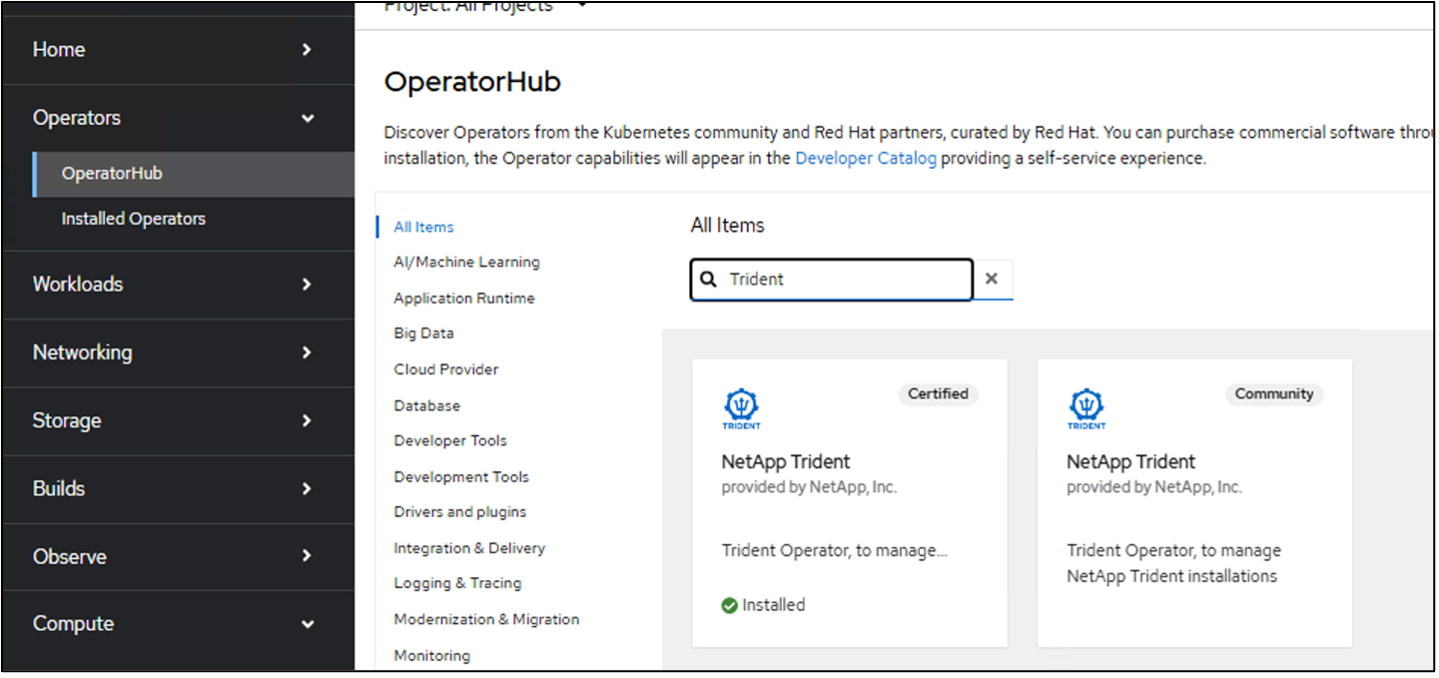 Project: All Projects
Home
Operators
OperatorHub
Installed Operators
Workloads
Networking
Storage
Builds
Observe
Compute
OperatorHub
Discover Operators from the Kubernetes community and Red Hat partners, curated by Red Hat. You can purchase commercial software
installation, the Operator capabilities will appear in the Developer Catalog providing a self-service experience.
All Items
AI/Machine Learning
Application Runtime
Big Data
Cloud Provider
Database
Developer Tools
Development Tools
Drivers and plugins
Integration & Delivery
Logging & Tracing
Modernization & Migration
Monitoring
All Items
Trident
Certified
TRIDENT
NetApp Trident
provided by NetApp, Inc.
Trident Operator, to manage...
Installed
Community
TRIDENT
NetApp Trident
provided by NetApp, Inc.
Trident Operator, to manage
NetApp Trident installations